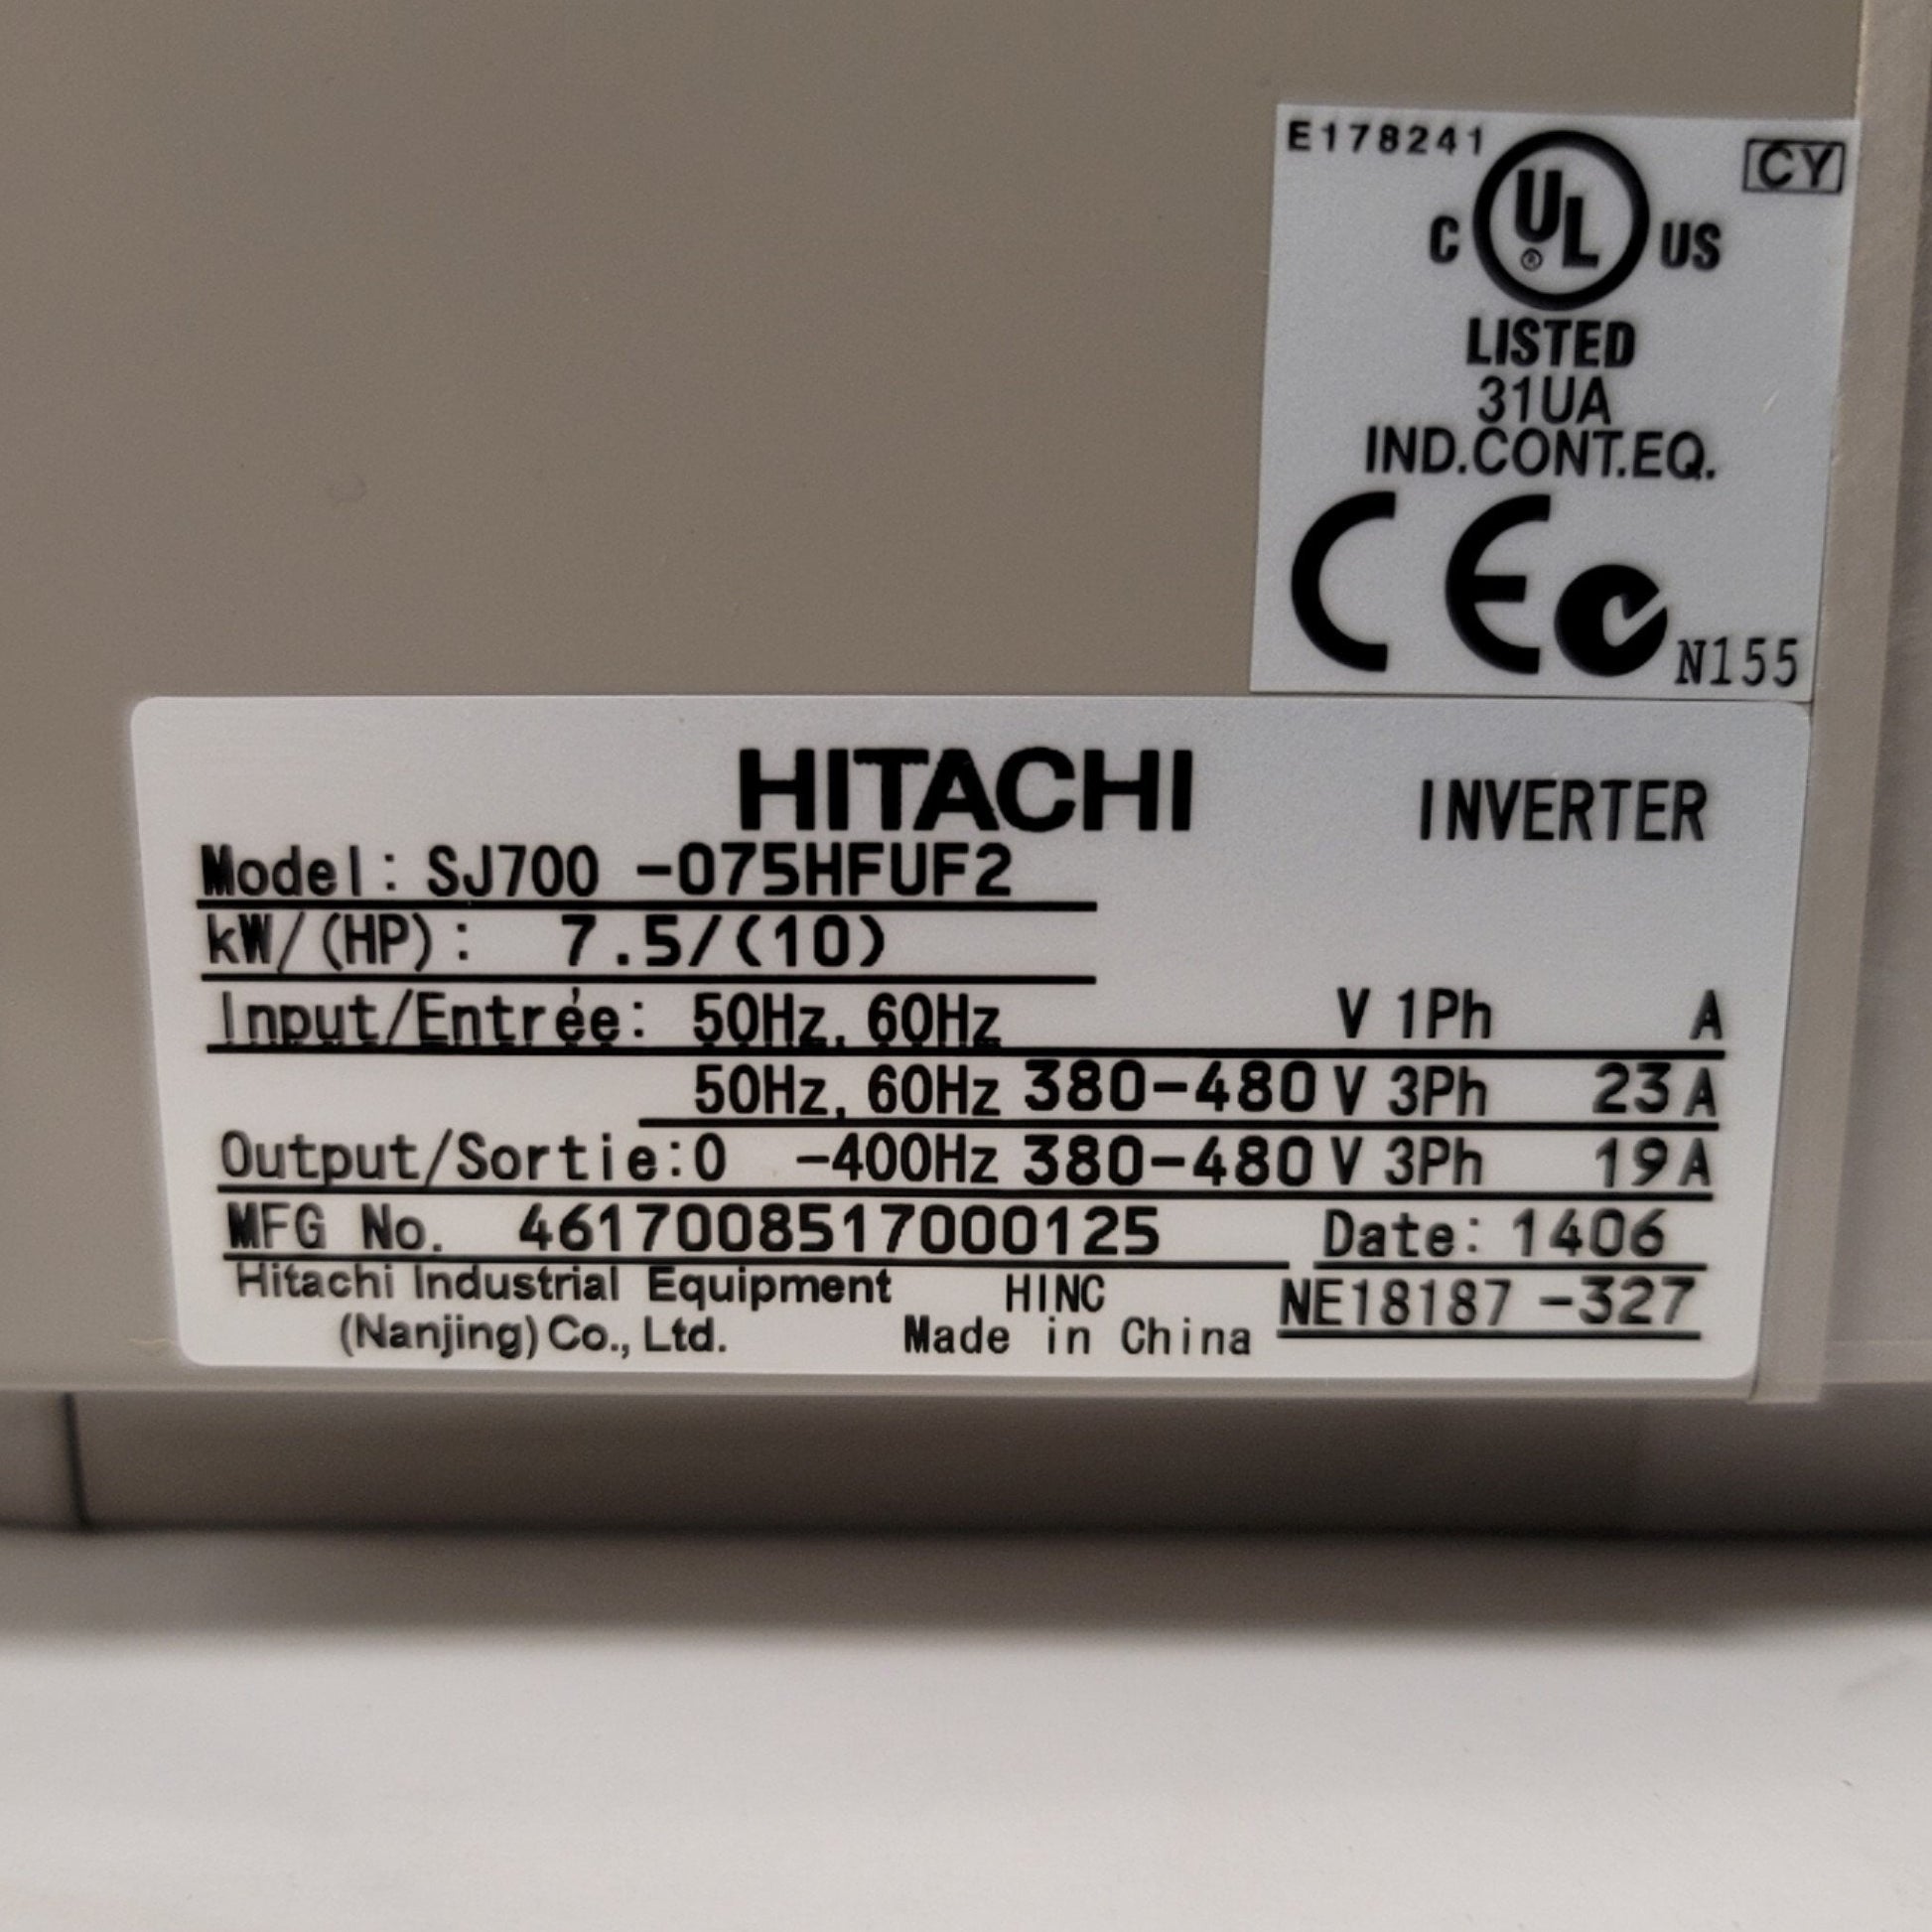 E178241
CY
C UL US
®
LISTED
31UA
IND.CONT.EQ.
CE N155
HITACHI INVERTER
Model: SJ700 -075HFUF2
kW/(HP): 7.5/(10)
Input/Entrée: 50Hz, 60Hz V 1Ph A
50Hz, 60Hz 380-480 V 3Ph 23 A
Output/Sortie:0 -400Hz 380-480 V 3Ph 19 A
MFG No. 4617008517000125 Date: 1406
Hitachi Industrial Equipment HINC NE18187 -327
(Nanjing) Co., Ltd. Made in China